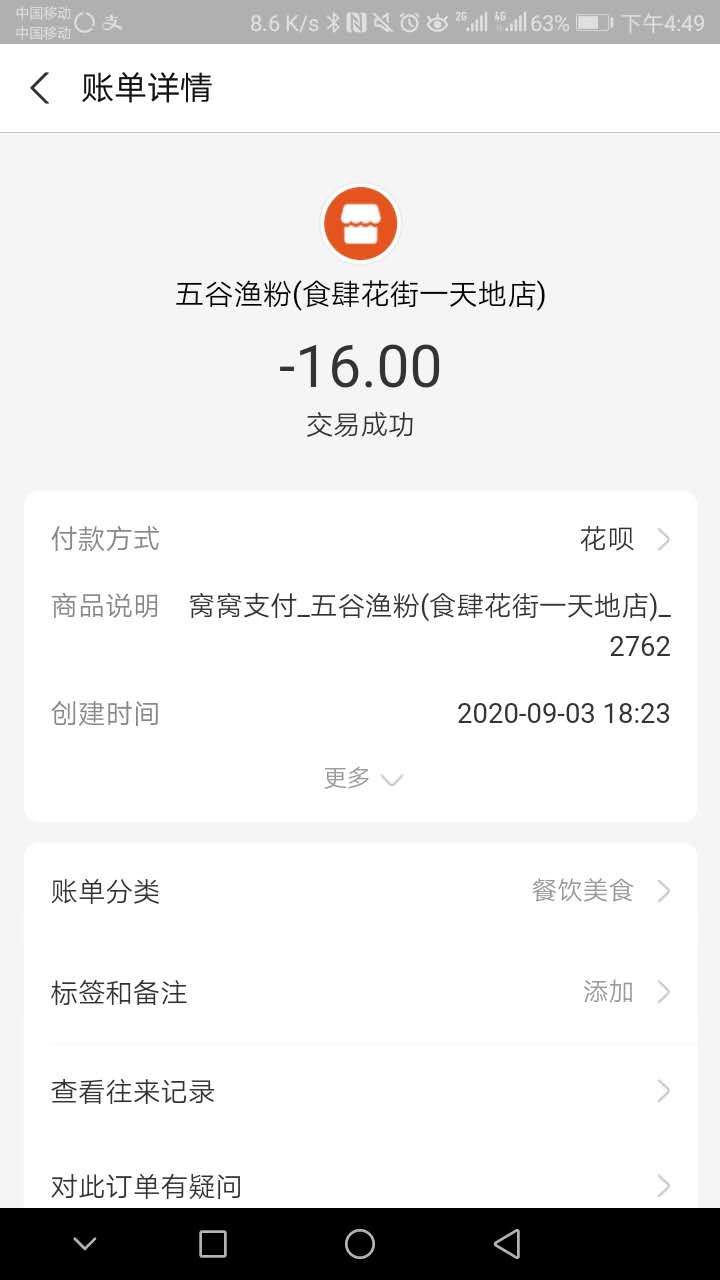 中国移动
中国移动
8.6 K/s 2G 4G 63% 下午4:49
账单详情
五谷渔粉(食肆花街一天地店)
-16.00
交易成功
付款方式 花呗
商品说明 窝窝支付_五谷渔粉(食肆花街一天地店)_
2762
创建时间 2020-09-03 18:23
更多
账单分类 餐饮美食
标签和备注 添加
查看往来记录
对此订单有疑问